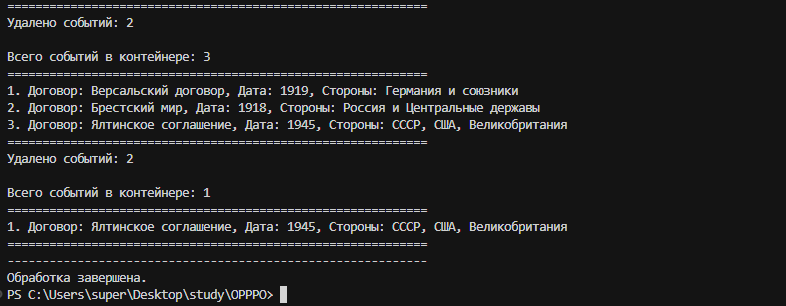 ============================================================
Удалено событий: 2
Всего событий в контейнере: 3
============================================================
1. Договор: Версальский договор, Дата: 1919, Стороны: Германия и союзники
2. Договор: Брестский мир, Дата: 1918, Стороны: Россия и Центральные державы
3. Договор: Ялтинское соглашение, Дата: 1945, Стороны: СССР, США, Великобритания
============================================================
Удалено событий: 2
Всего событий в контейнере: 1
============================================================
1. Договор: Ялтинское соглашение, Дата: 1945, Стороны: СССР, США, Великобритания
============================================================
------------------------------------------------------------
Обработка завершена.
PS C:\Users\super\Desktop\study\OPPPO>